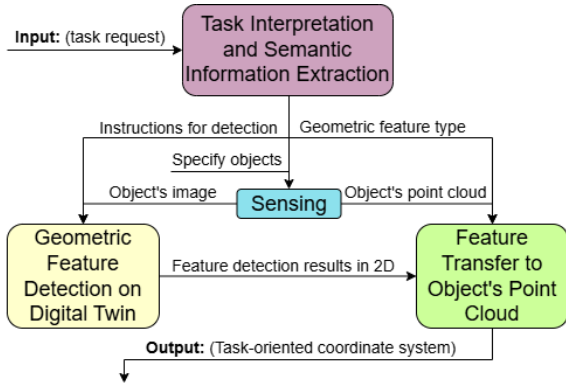 Task Interpretation
and Semantic
Information Extraction
Input: (task request)
Instructions for detection
Geometric feature type
Specify objects
Object's image
Sensing
Object's point cloud
Geometric
Feature
Detection on
Digital Twin
Feature detection results in 2D
Feature
Transfer to
Object's Point
Cloud
Output: (Task-oriented coordinate system)